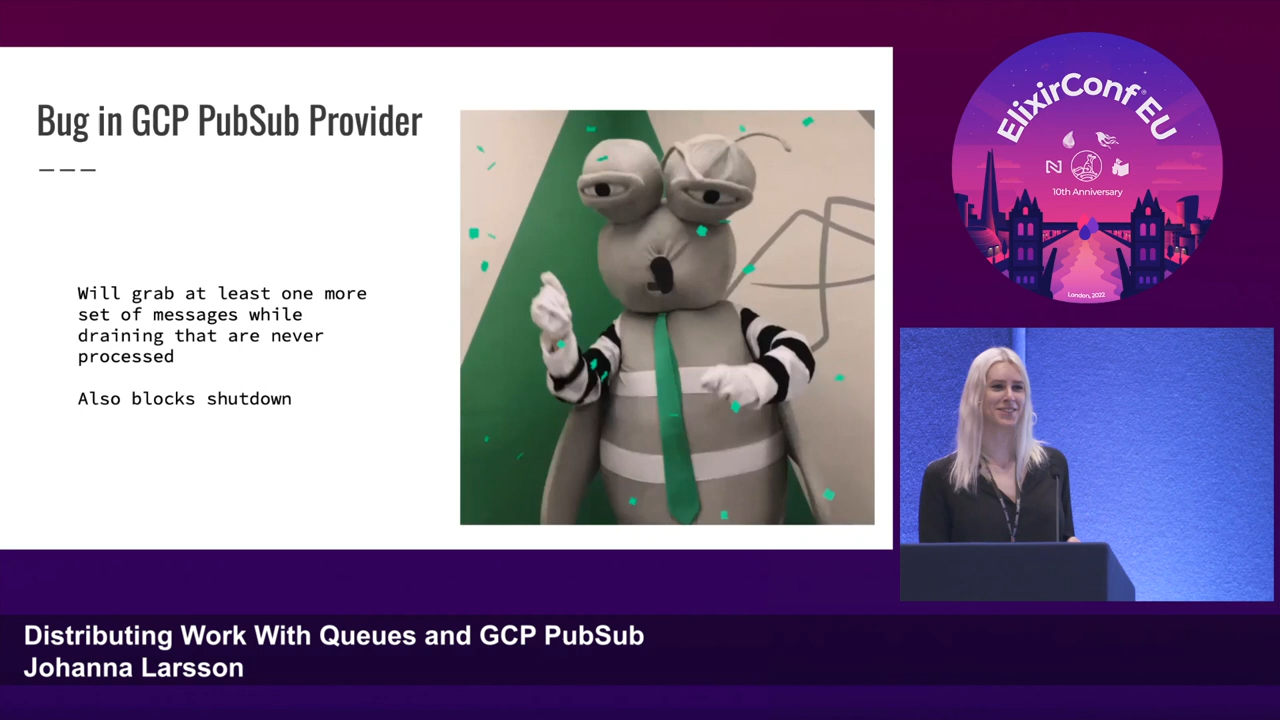 Bug in GCP PubSub Provider
Will grab at least one more
set of messages while
draining that are never
processed
Also blocks shutdown
ElixirConf® EU
N
10th Anniversary
London, 2022
Distributing Work With Queues and GCP PubSub
Johanna Larsson